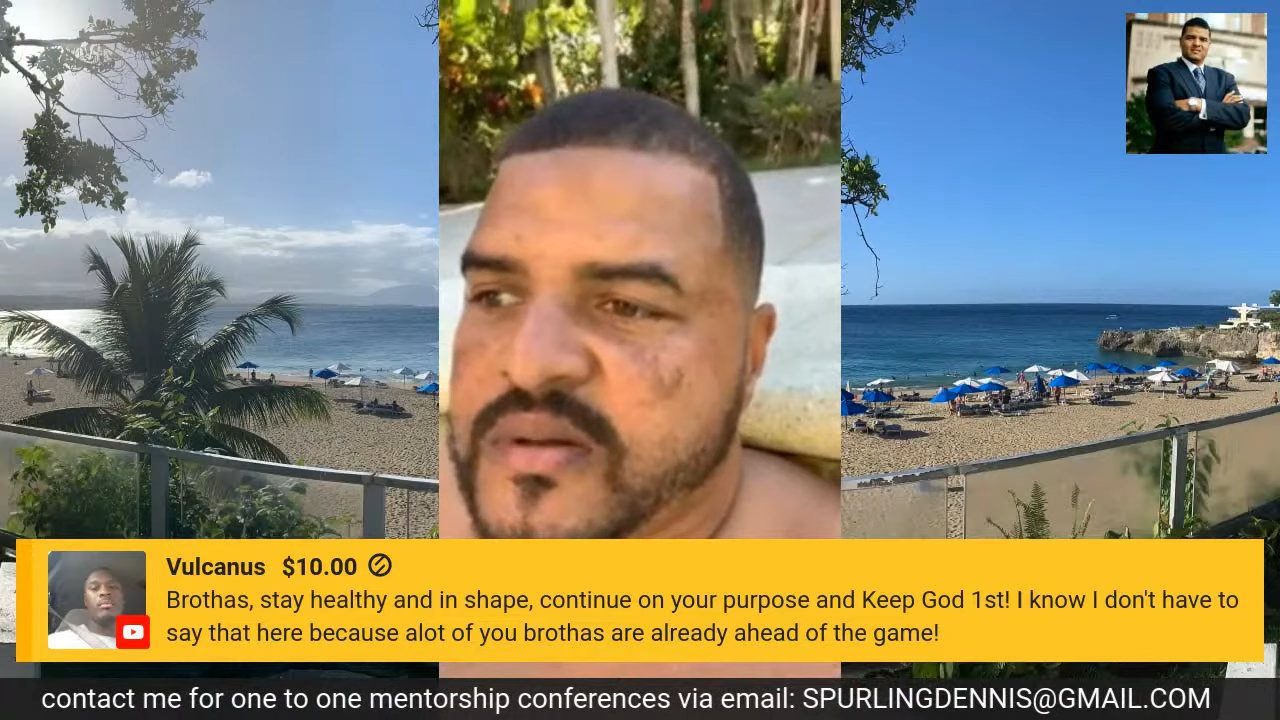 Vulcanus $10.00
Brothas, stay healthy and in shape, continue on your purpose and Keep God 1st! I know I don't have to
say that here because alot of you brothas are already ahead of the game!
contact me for one to one mentorship conferences via email: SPURLINGDENNIS@GMAIL.COM